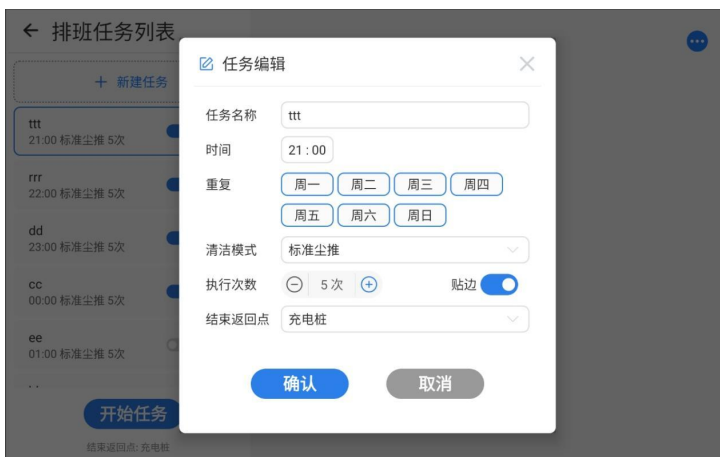 排班任务列表
+ 新建任务
ttt
21:00 标准尘推 5次
rrr
22:00 标准尘推 5次
dd
23:00 标准尘推 5次
cc
00:00 标准尘推 5次
ee
01:00 标准尘推 5次
开始任务
结束返回点: 充电桩
任务编辑
任务名称 ttt
时间 21 : 00
重复 周一 周二 周三 周四
周五 周六 周日
清洁模式 标准尘推
执行次数 5 次 贴边
结束返回点 充电桩
确认 取消